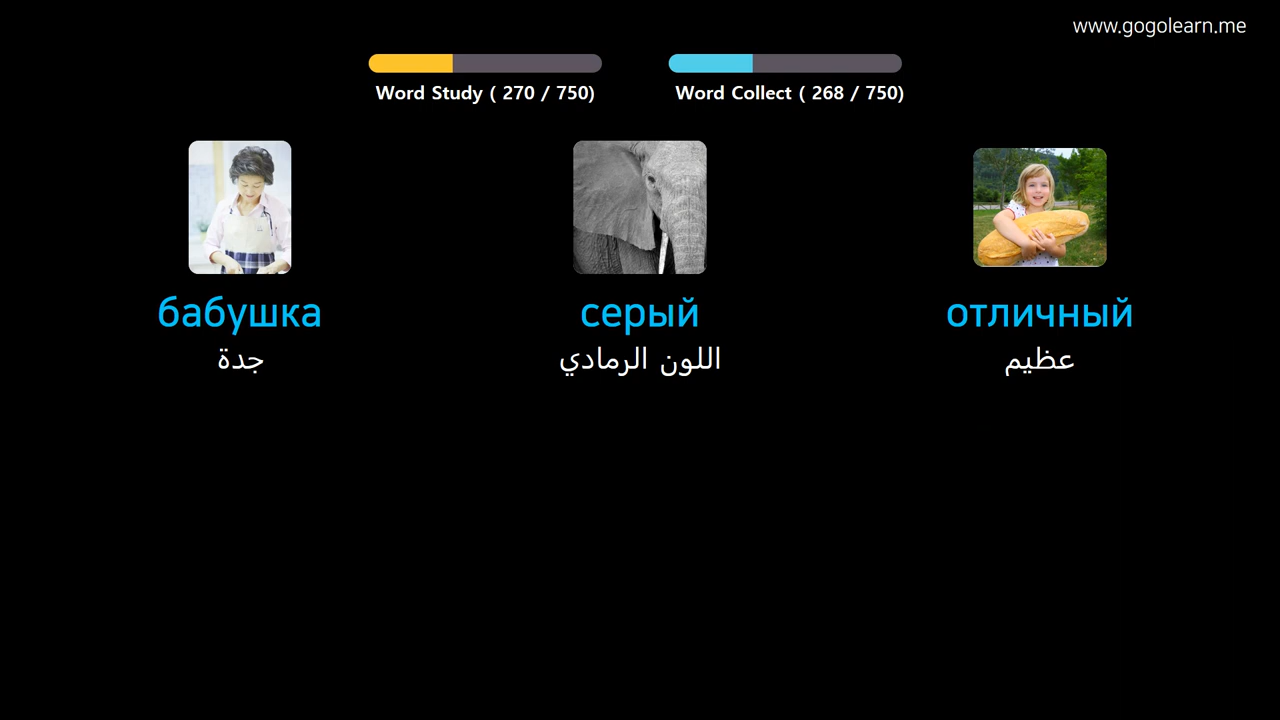 www.gogolearn.me
Word Study ( 270 / 750)
Word Collect ( 268 / 750)
бабушка
جدة
серый
اللون الرمادي
отличный
عظيم